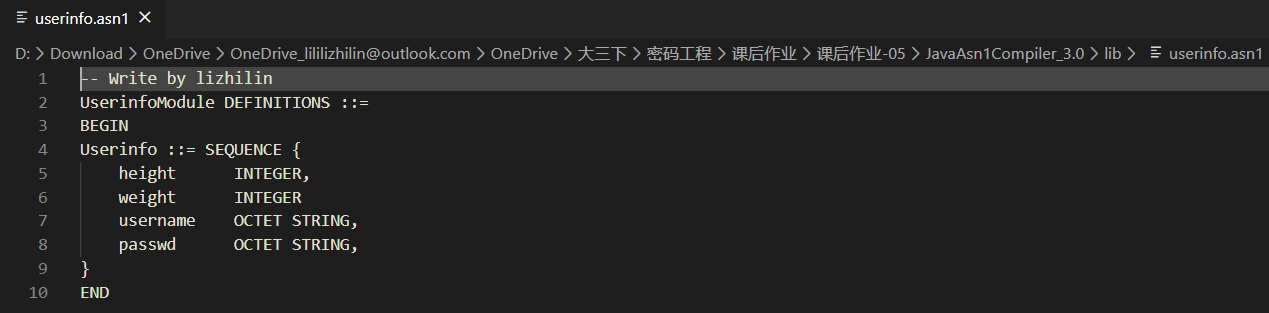 userinfo.asn1
D: > Download > OneDrive > OneDrive_lililizhilin@outlook.com > OneDrive > 大三下 > 密码工程 > 课后作业 > 课后作业-05 > JavaAsn1Compiler_3.0 > lib > userinfo.asn1
1 -- Write by lizhilin
2 UserinfoModule DEFINITIONS ::=
3 BEGIN
4 Userinfo ::= SEQUENCE {
5 height INTEGER,
6 weight INTEGER
7 username OCTET STRING,
8 passwd OCTET STRING,
9 }
10 END